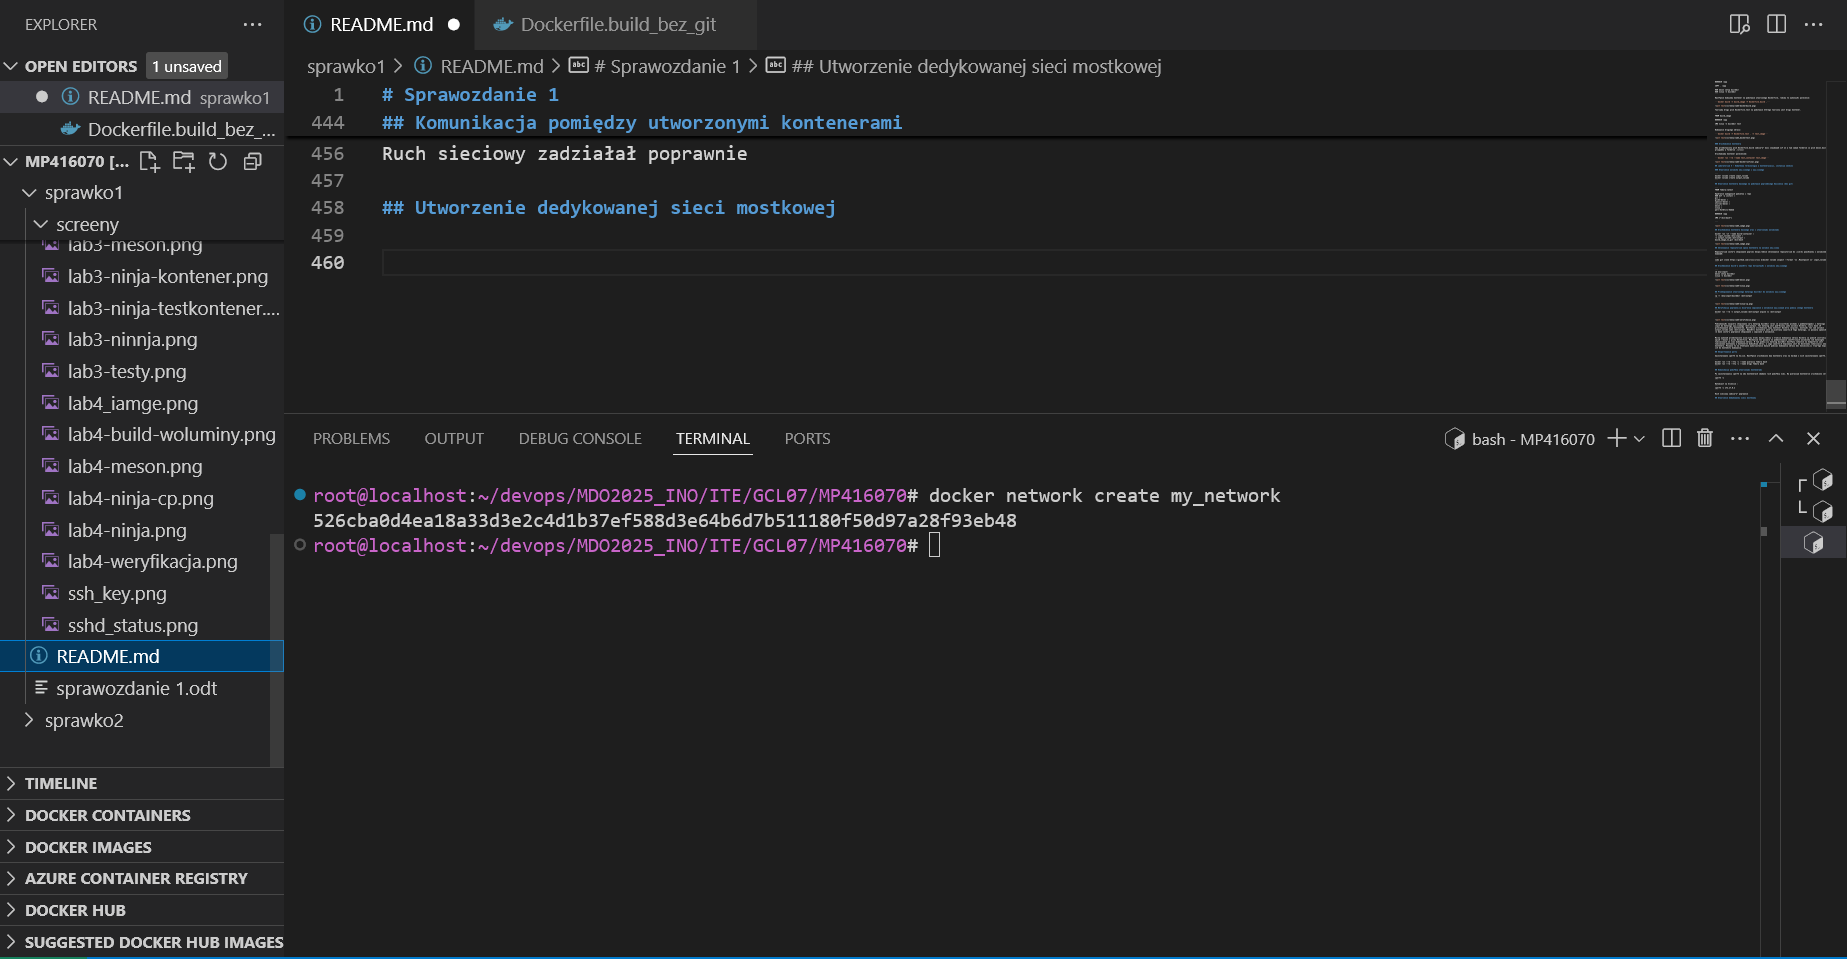 EXPLORER
OPEN EDITORS 1 unsaved
README.md sprawko1
Dockerfile.build_bez_...
MP416070 [...
sprawko1
screeny
lab3-meson.png
lab3-ninja-kontener.png
lab3-ninja-testkontener....
lab3-ninnja.png
lab3-testy.png
lab4_iamge.png
lab4-build-woluminy.png
lab4-meson.png
lab4-ninja-cp.png
lab4-ninja.png
lab4-weryfikacja.png
ssh_key.png
sshd_status.png
README.md
sprawozdanie 1.odt
sprawko2
TIMELINE
DOCKER CONTAINERS
DOCKER IMAGES
AZURE CONTAINER REGISTRY
DOCKER HUB
SUGGESTED DOCKER HUB IMAGES
README.md Dockerfile.build_bez_git
sprawko1 > README.md > # Sprawozdanie 1 > ## Utworzenie dedykowanej sieci mostkowej
1 # Sprawozdanie 1
444 ## Komunikacja pomiędzy utworzonymi kontenerami
456 Ruch sieciowy zadziałał poprawnie
457
458 ## Utworzenie dedykowanej sieci mostkowej
459
460
PROBLEMS OUTPUT DEBUG CONSOLE TERMINAL PORTS
bash - MP416070
root@localhost:~/devops/MDO2025_INO/ITE/GCL07/MP416070# docker network create my_network
526cba0d4ea18a33d3e2c4d1b37ef588d3e64b6d7b511180f50d97a28f93eb48
root@localhost:~/devops/MDO2025_INO/ITE/GCL07/MP416070#